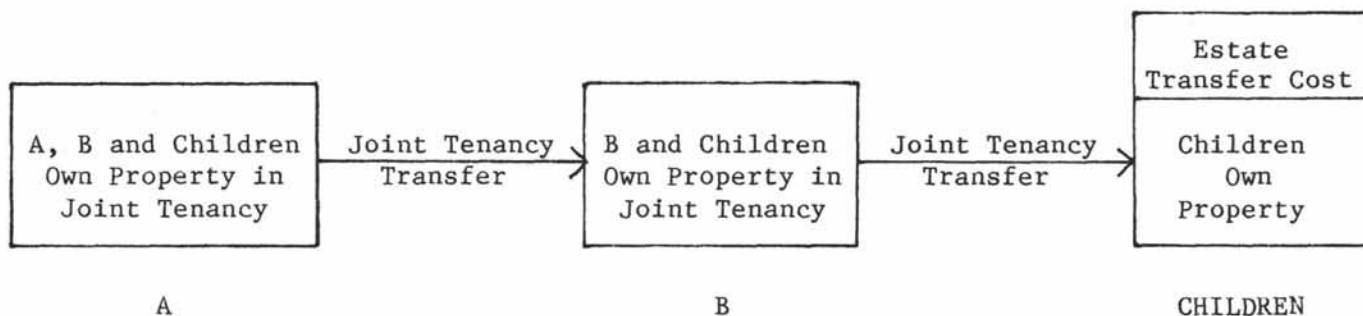 A, B and Children
Own Property in
Joint Tenancy
Joint Tenancy
Transfer
B and Children
Own Property in
Joint Tenancy
Joint Tenancy
Transfer
Estate
Transfer Cost
Children
Own
Property
A
B
CHILDREN